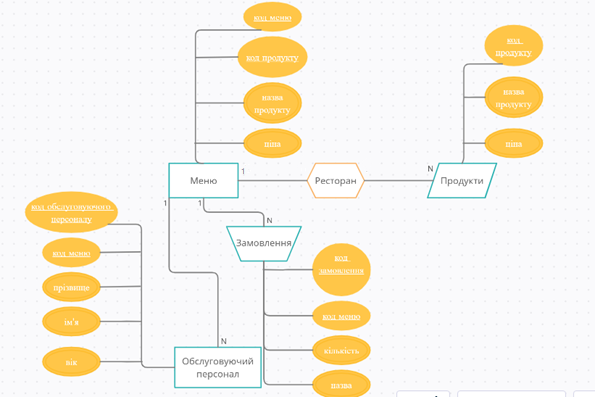 код меню
код продукту
назва
продукту
ціна
код
продукту
назва
продукту
ціна
Меню
1
Ресторан
N
Продукти
1
1
N
Замовлення
код обслуговуючого
персоналу
код меню
прізвище
ім'я
вік
код
замовлення
код меню
кількість
назва
N
Обслуговуючий
персонал